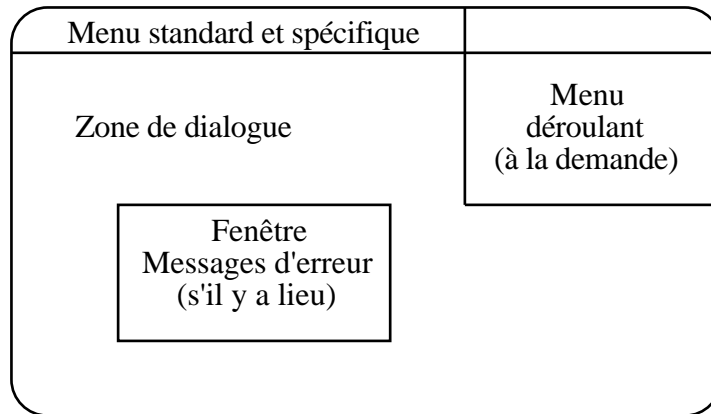 Menu standard et spécifique
Zone de dialogue
Menu
déroulant
(à la demande)
Fenêtre
Messages d'erreur
(s'il y a lieu)